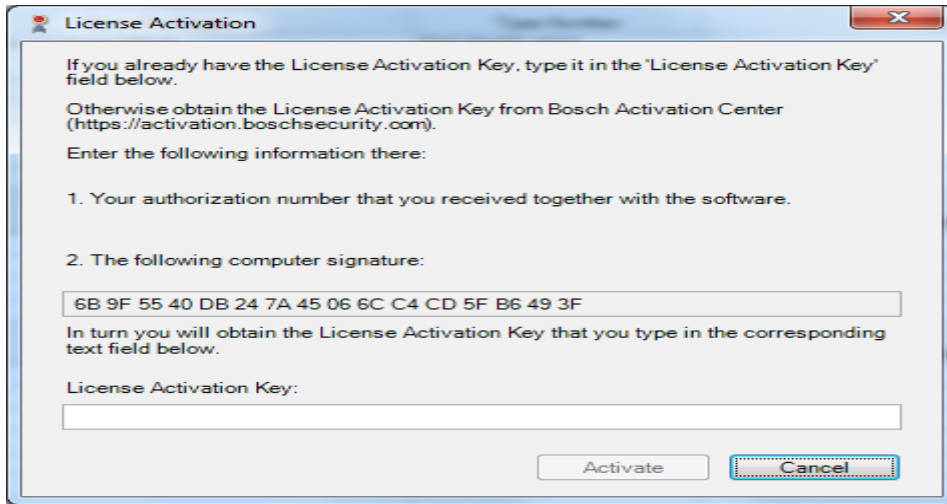 License Activation
If you already have the License Activation Key, type it in the 'License Activation Key'
field below.
Otherwise obtain the License Activation Key from Bosch Activation Center
(https://activation.boschsecurity.com).
Enter the following information there:
1. Your authorization number that you received together with the software.
2. The following computer signature:
6B 9F 55 40 DB 24 7A 45 06 6C C4 CD 5F B6 49 3F
In turn you will obtain the License Activation Key that you type in the corresponding
text field below.
License Activation Key:
Activate
Cancel